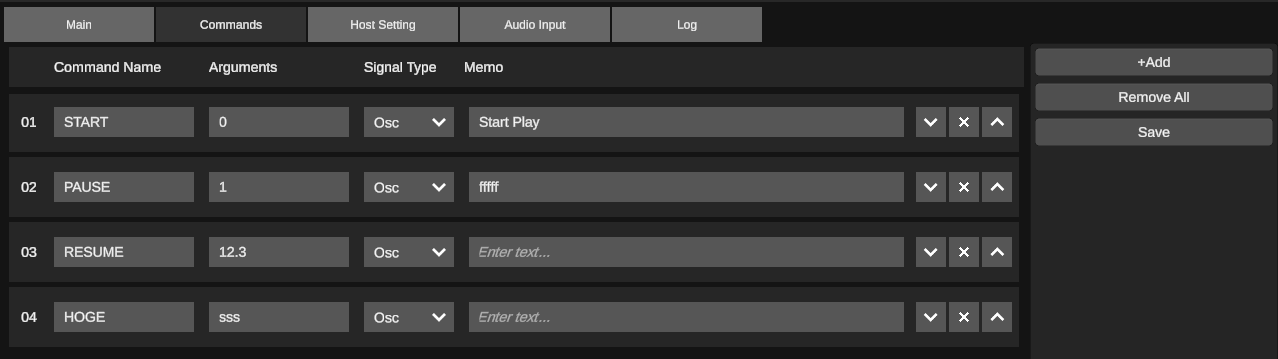 Main Commands Host Setting Audio Input Log
Command Name Arguments Signal Type Memo
+Add
Remove All
Save
01 START 0 Osc Start Play
02 PAUSE 1 Osc fffff
03 RESUME 12.3 Osc Enter text...
04 HOGE sss Osc Enter text...